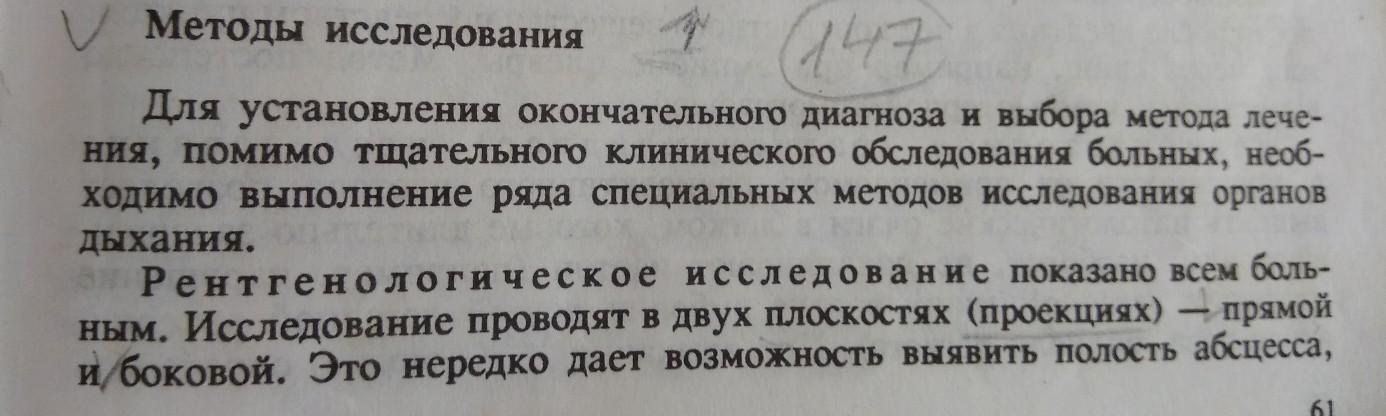 Методы исследования 147
Для установления окончательного диагноза и выбора метода лече-
ния, помимо тщательного клинического обследования больных, необ-
ходимо выполнение ряда специальных методов исследования органов
дыхания.
Рентгенологическое исследование показано всем боль-
ным. Исследование проводят в двух плоскостях (проекциях) — прямой
и боковой. Это нередко дает возможность выявить полость абсцесса,
61